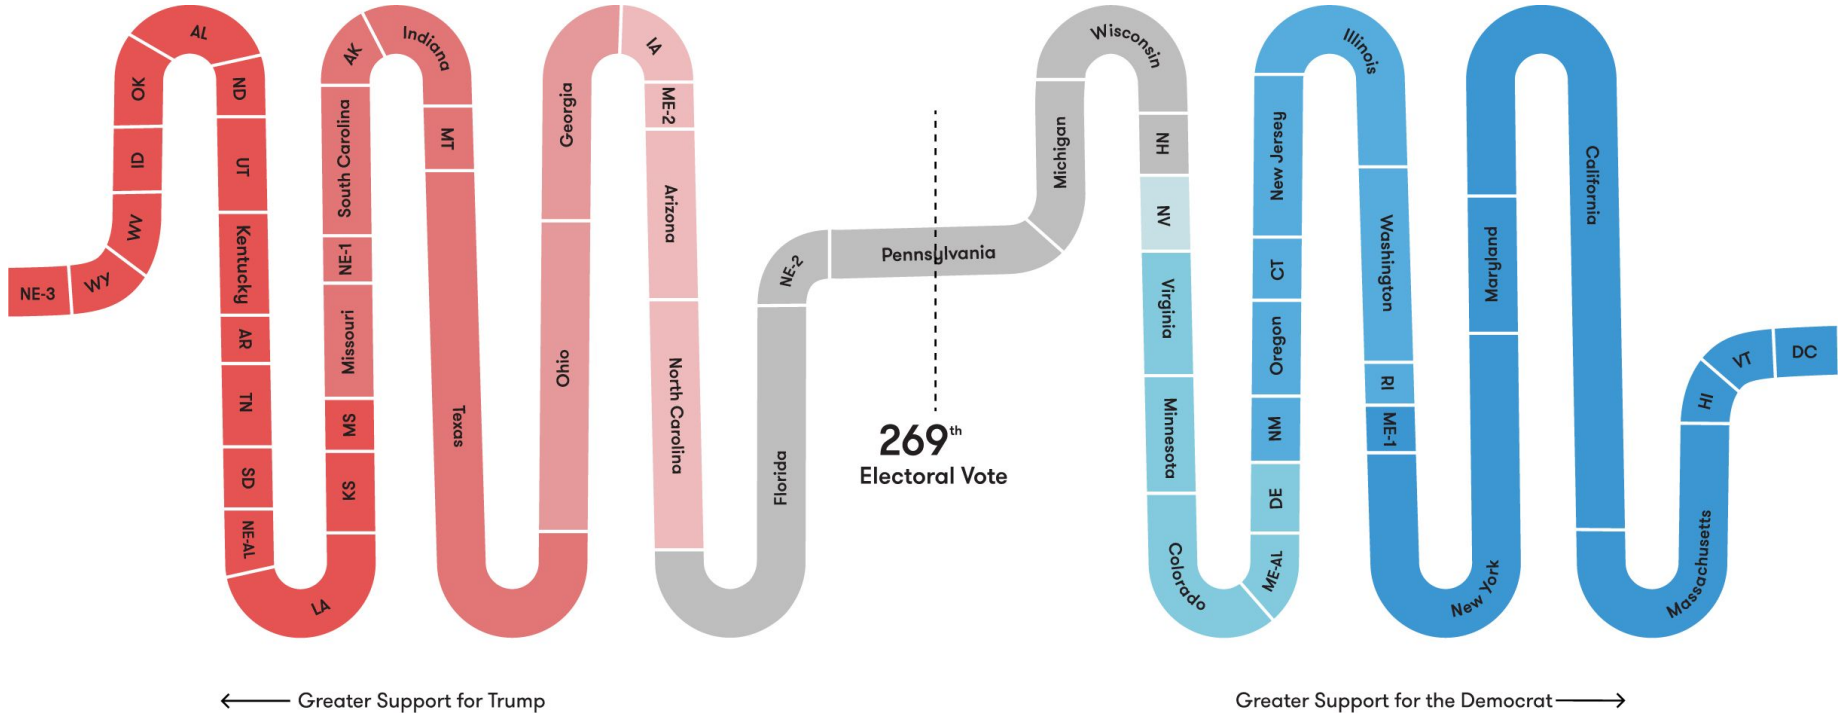 NE-3
WY
WV
ID
OK
AL
ND
UT
Kentucky
AR
TN
SD
NE-AL
LA
KS
MS
Missouri
NE-1
South Carolina
AK
Indiana
MT
Texas
Ohio
Georgia
IA
ME-2
Arizona
North Carolina
Florida
NE-2
Pennsylvania
269th
Electoral Vote
Michigan
Wisconsin
NH
NV
Virginia
Minnesota
Colorado
ME-AL
DE
NM
Oregon
CT
New Jersey
Illinois
Washington
RI
ME-1
New York
Maryland
California
Massachusetts
HI
VT
DC
Greater Support for Trump
Greater Support for the Democrat